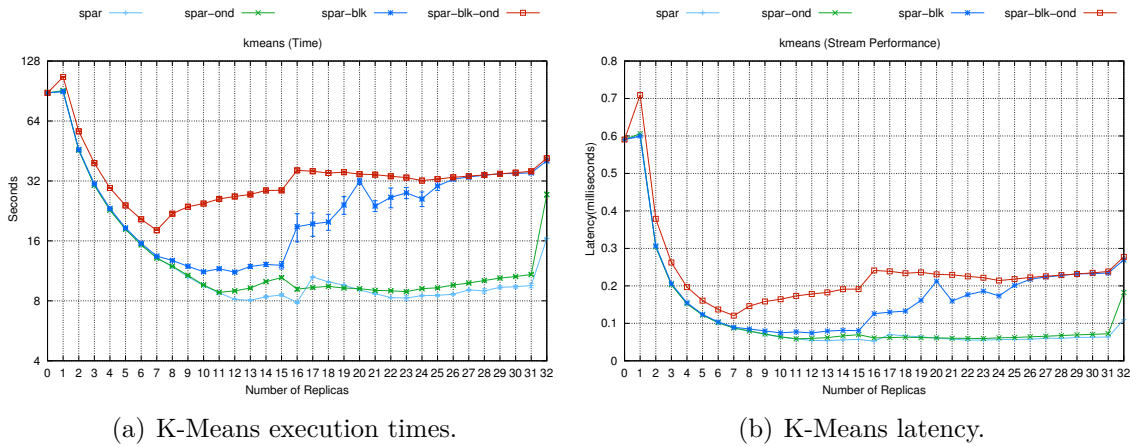 spar spar-ond spar-blk spar-blk-ond
kmeans (Time)
Seconds
128
64
32
16
8
4
0 1 2 3 4 5 6 7 8 9 10 11 12 13 14 15 16 17 18 19 20 21 22 23 24 25 26 27 28 29 30 31 32
Number of Replicas
(a) K-Means execution times.
spar spar-ond spar-blk spar-blk-ond
kmeans (Stream Performance)
Latency(milliseconds)
0.8
0.7
0.6
0.5
0.4
0.3
0.2
0.1
0
0 1 2 3 4 5 6 7 8 9 10 11 12 13 14 15 16 17 18 19 20 21 22 23 24 25 26 27 28 29 30 31 32
Number of Replicas
(b) K-Means latency.